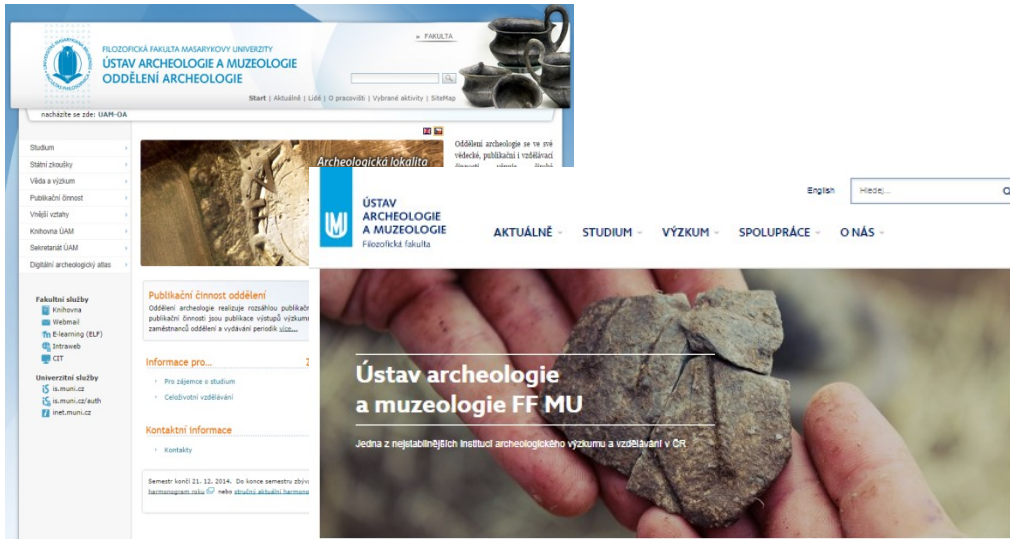 » FAKULTA
FILOZOFICKÁ FAKULTA MASARYKOVY UNIVERZITY
ÚSTAV ARCHEOLOGIE A MUZEOLOGIE
ODDĚLENÍ ARCHEOLOGIE
Start | Aktuálně | Lidé | O pracovišti | Vybrané aktivity | SiteMap
nacházíte se zde: UAM-OA
Studium
Státní zkoušky
Věda a výzkum
Publikační činnost
Vnější vztahy
Knihovna ÚAM
Sekretariát ÚAM
Digitální archeologický atlas
Fakultní služby
Knihovna
Webmail
E-learning (ELF)
Intraweb
CIT
Univerzitní služby
is.muni.cz
is.muni.cz/auth
inet.muni.cz
Archeologická lokalita
Oddělení archeologie se ve své
vědecké, publikační i vzdělávací
Publikační činnost oddělení
Oddělení archeologie realizuje rozsáhlou publikačn
publikační činnosti jsou publikace výstupů výzkumn
zaměstnanců oddělení a vydávání periodik více...
Informace pro...
Pro zájemce o studium
Celoživotní vzdělávání
Kontaktní informace
Kontakty
Semestr končí 21. 12. 2014. Do konce semestru zbýv
harmonogram roku nebo stručný aktuální harmono
English
Hledej...
ÚSTAV
ARCHEOLOGIE
A MUZEOLOGIE
Filozofická fakulta
AKTUÁLNĚ STUDIUM VÝZKUM SPOLUPRÁCE O NÁS
Ústav archeologie
a muzeologie FF MU
Jedna z nejstabilnějších institucí archeologického výzkumu a vzdělávání v ČR